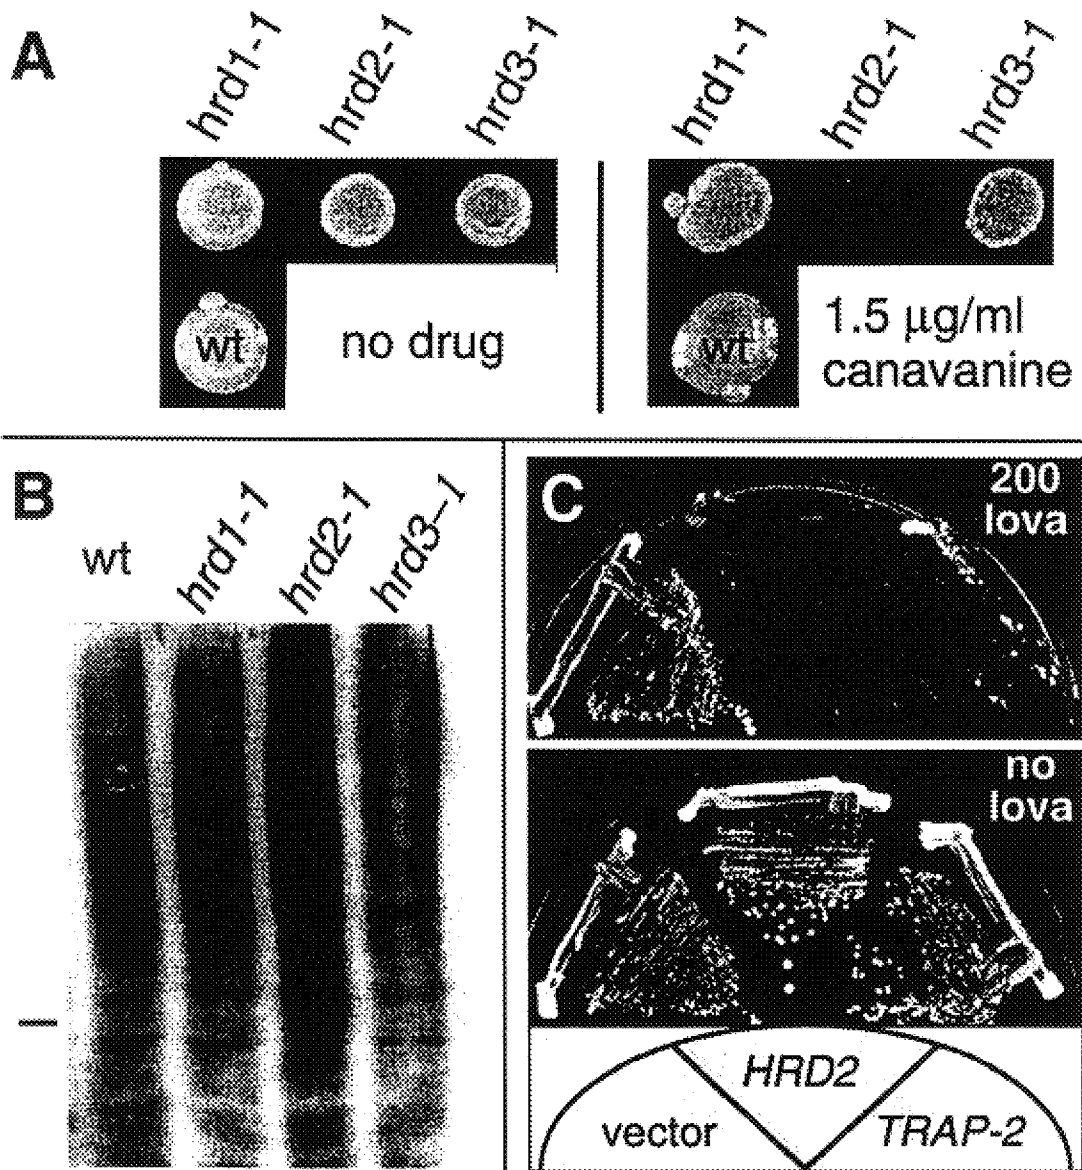 A
hrd1-1 hrd2-1 hrd3-1
hrd1-1 hrd2-1 hrd3-1
wt
no drug
wt
1.5 µg/ml
canavanine
B
wt hrd1-1 hrd2-1 hrd3-1
C
200
lova
no
lova
vector HRD2 TRAP-2